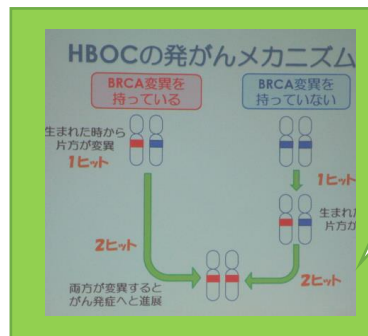 HBOCの発がんメカニズム
BRCA変異を
持っている
BRCA変異を
持っていない
生まれた時から
片方が変異
1ヒット
1ヒット
生まれ
片方が
2ヒット
2ヒット
両方が変異すると
がん発症へと進展